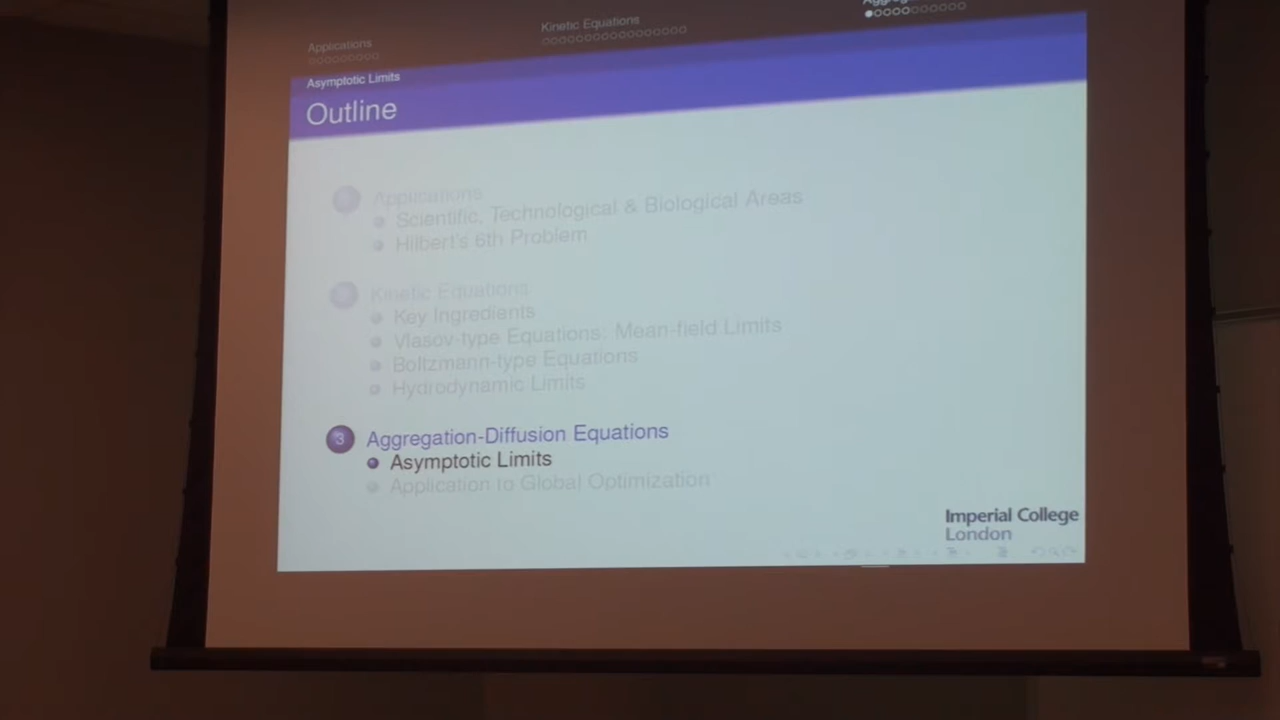 Applications
Kinetic Equations
Asymptotic Limits
Outline
Applications
Scientific, Technological & Biological Areas
Hilbert's 6th Problem
Kinetic Equations
Key Ingredients
Vlasov-type Equations: Mean-field Limits
Boltzmann-type Equations
Hydrodynamic Limits
3 Aggregation-Diffusion Equations
Asymptotic Limits
Application to Global Optimization
Imperial College
London